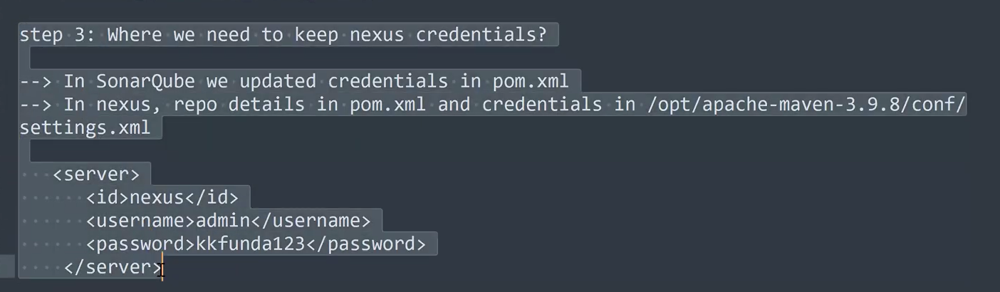 step 3: Where we need to keep nexus credentials?
--> In SonarQube we updated credentials in pom.xml
--> In nexus, repo details in pom.xml and credentials in /opt/apache-maven-3.9.8/conf/
settings.xml
<server>
<id>nexus</id>
<username>admin</username>
<password>kkfunda123</password>
</server>